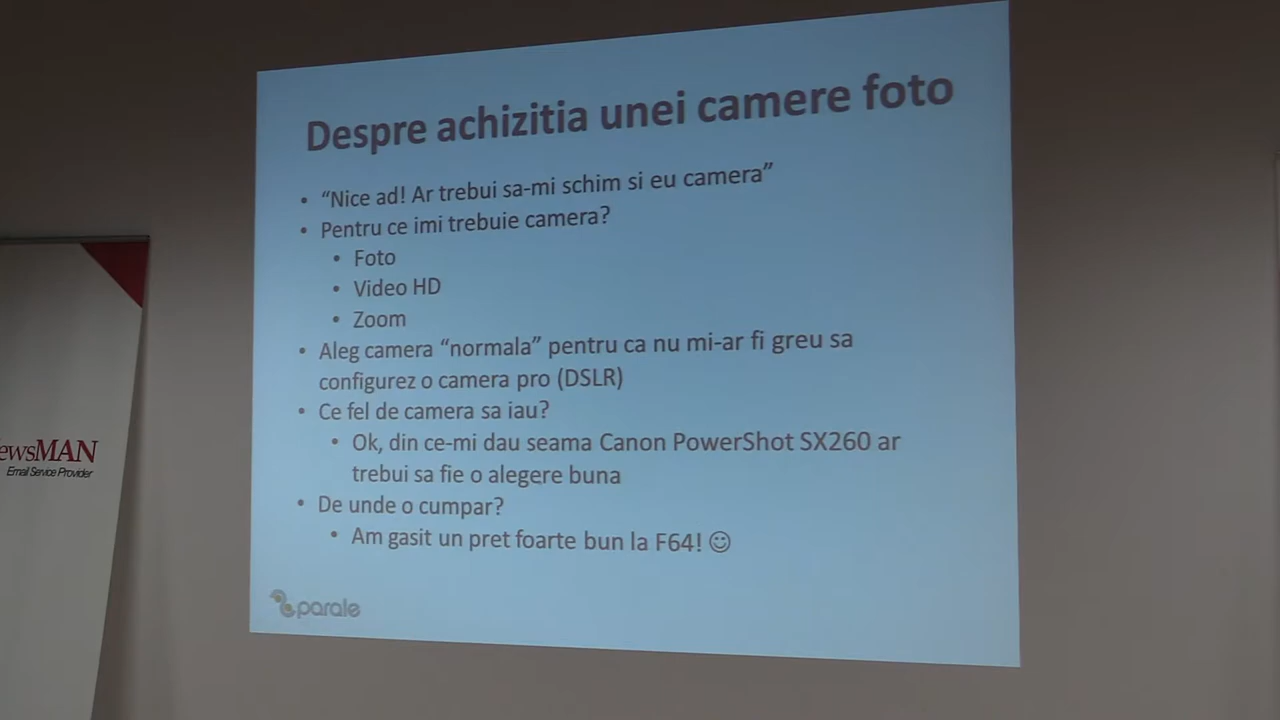 Despre achizitia unei camere foto
• “Nice ad! Ar trebui sa-mi schim si eu camera”
• Pentru ce imi trebuie camera?
• Foto
• Video HD
• Zoom
• Aleg camera “normala” pentru ca nu mi-ar fi greu sa
configurez o camera pro (DSLR)
• Ce fel de camera sa iau?
• Ok, din ce-mi dau seama Canon PowerShot SX260 ar
trebui sa fie o alegere buna
• De unde o cumpar?
• Am gasit un pret foarte bun la F64! ☺
parale
ewsMAN
Email Service Provider